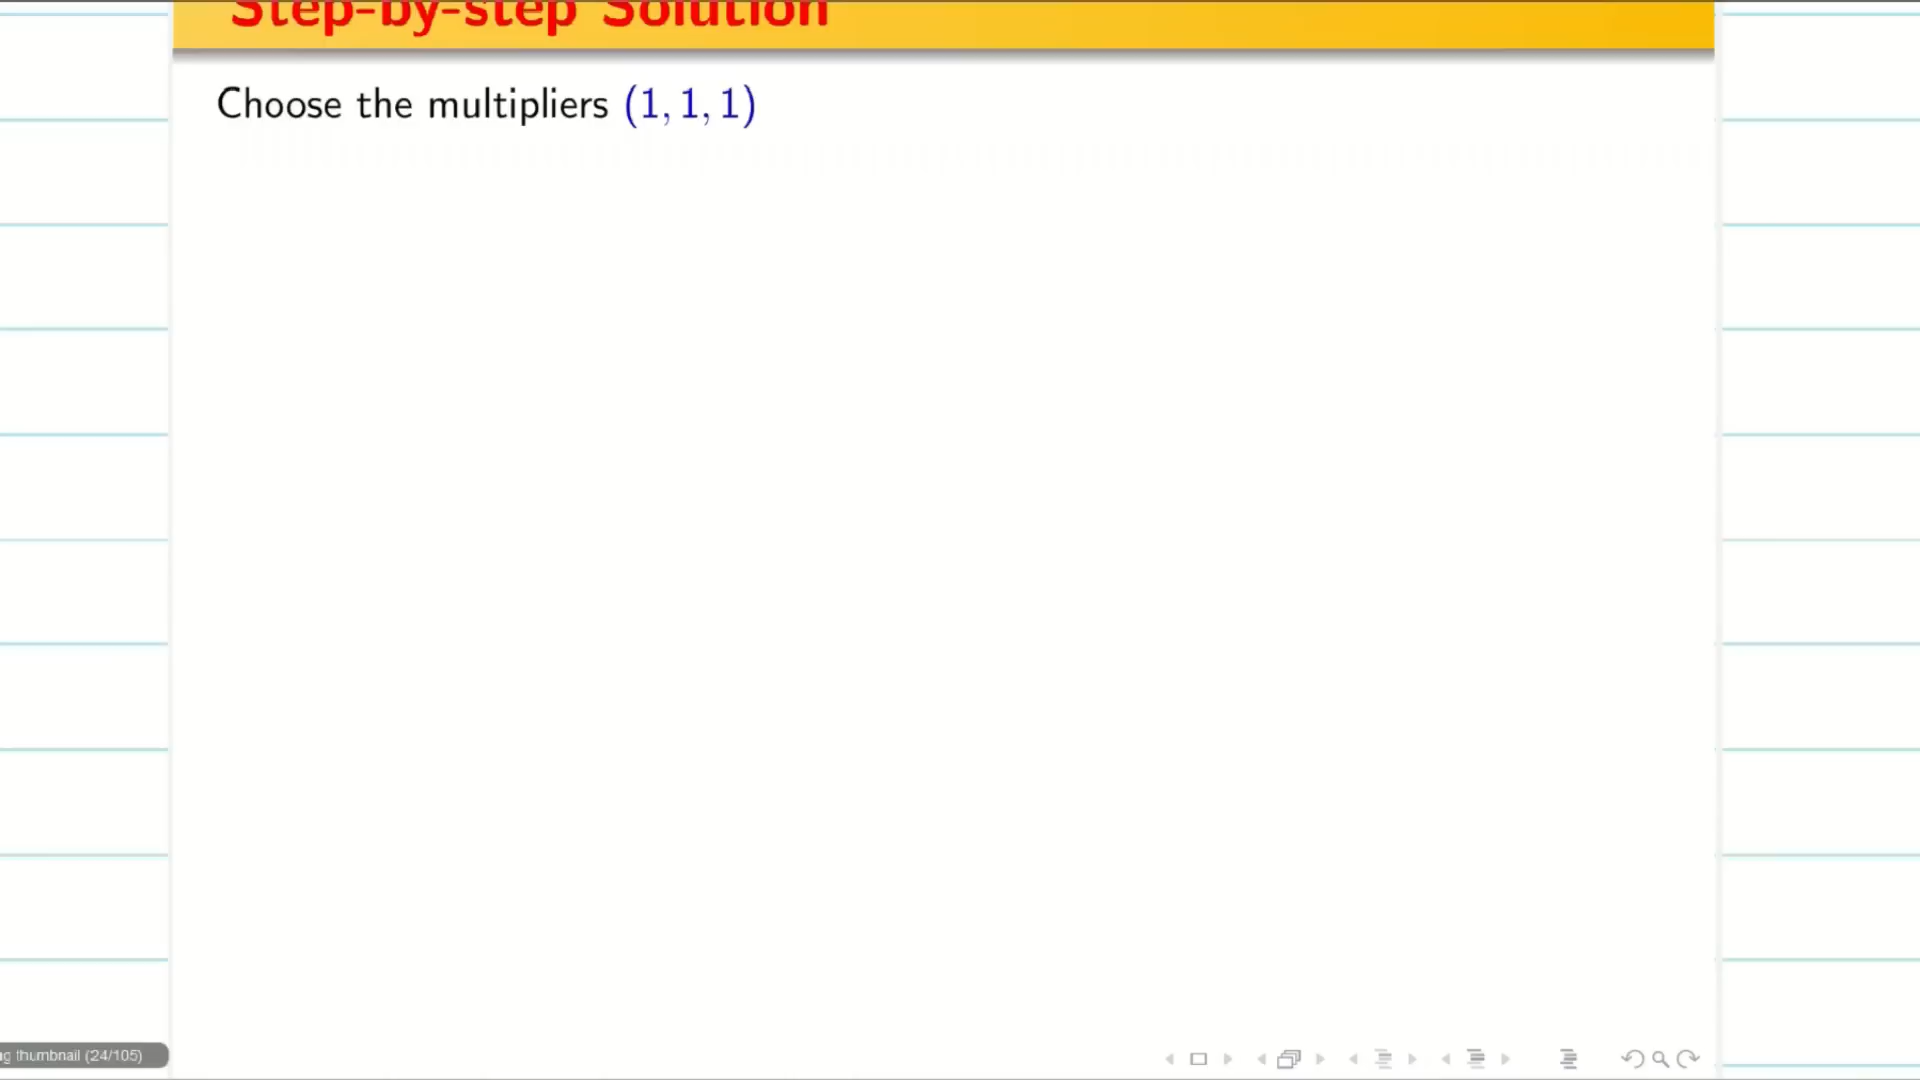 Step-by-step Solution
Choose the multipliers (1, 1, 1)
thumbnail (24/105)